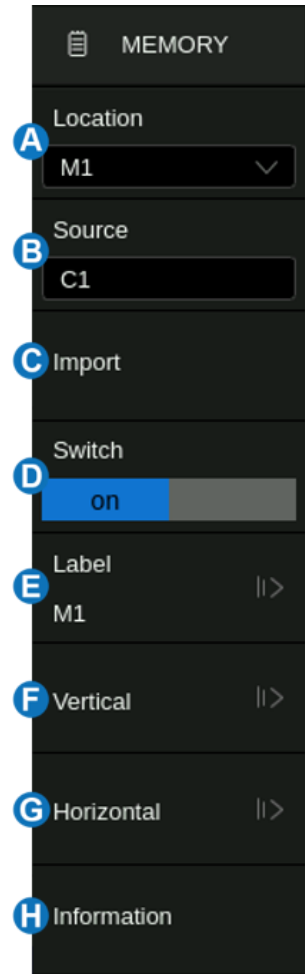 MEMORY
Location
A
M1
Source
B
C1
C Import
Switch
D
on
Label
E
M1
F Vertical
G Horizontal
H Information